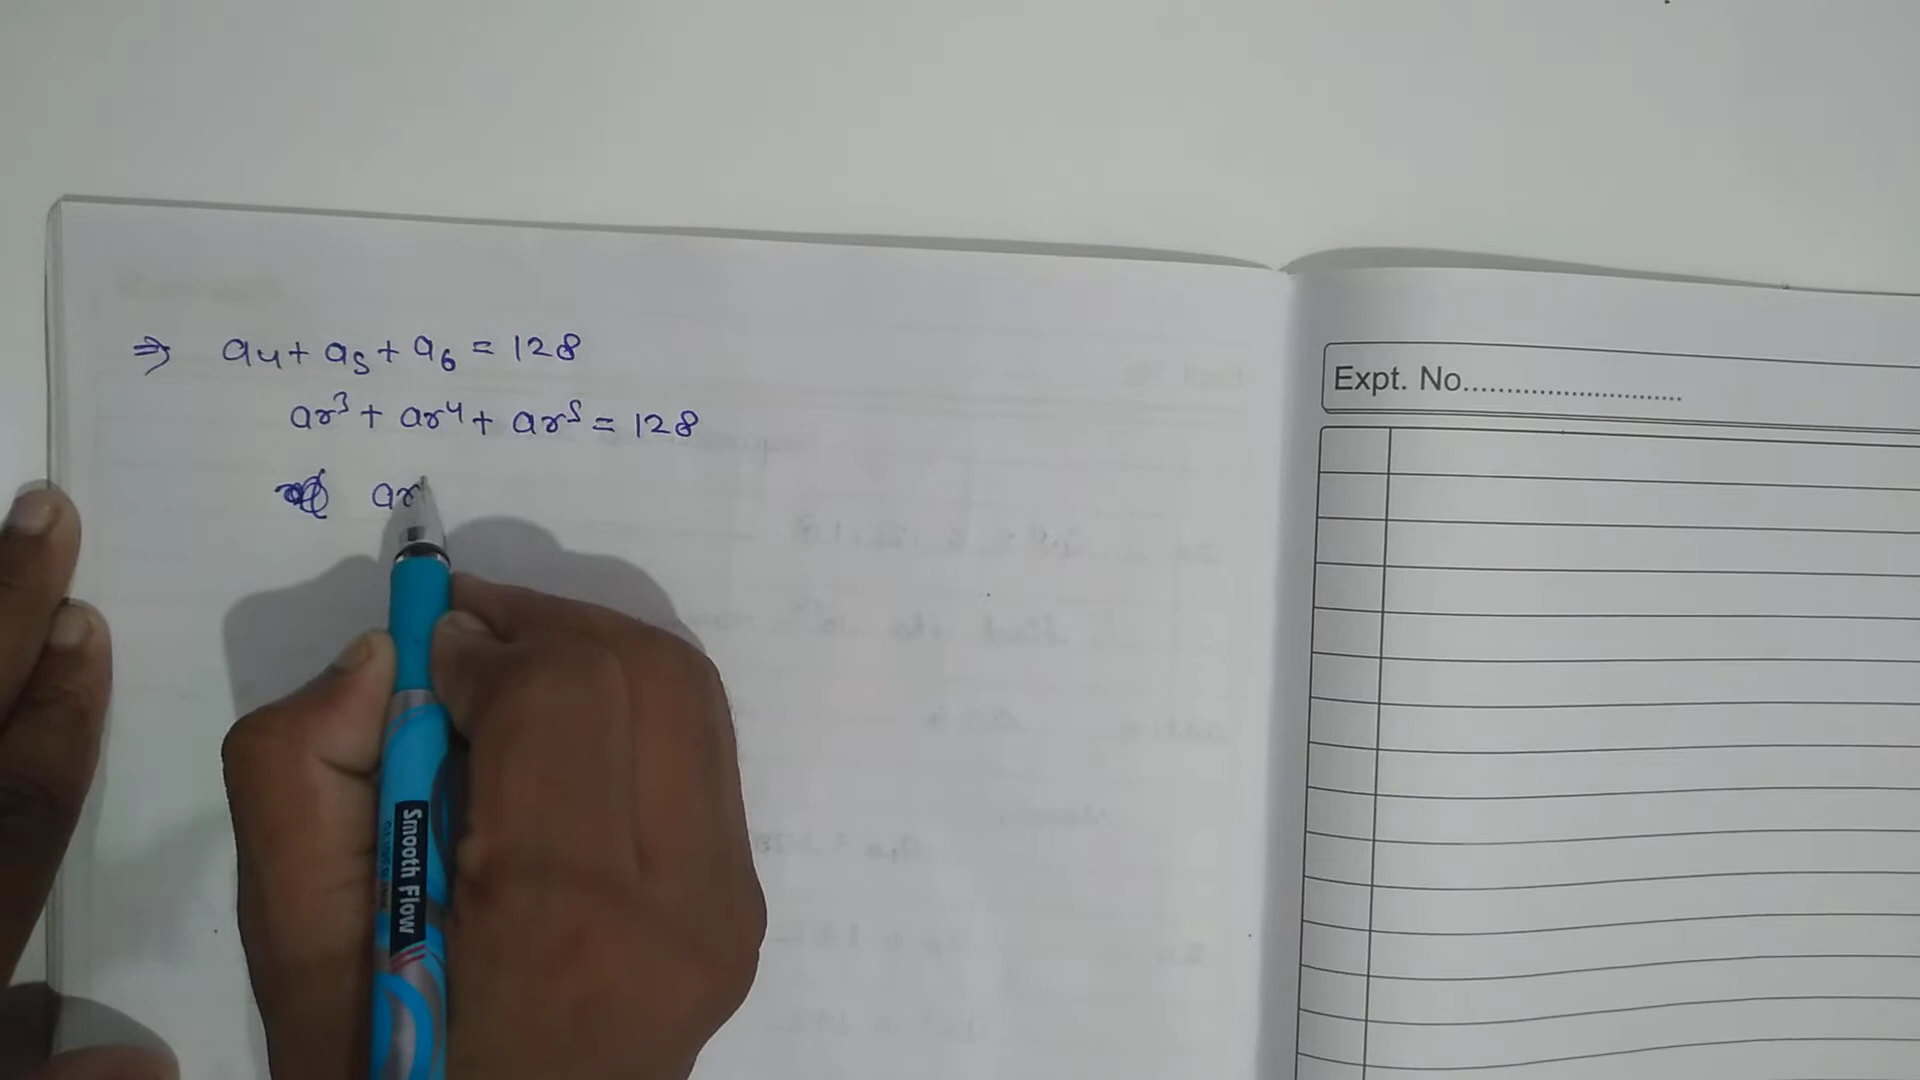 ⇒ a₄ + a₅ + a₆ = 128
ar³ + ar⁴ + ar⁵ = 128
ar
Expt. No............................
Smooth Flow